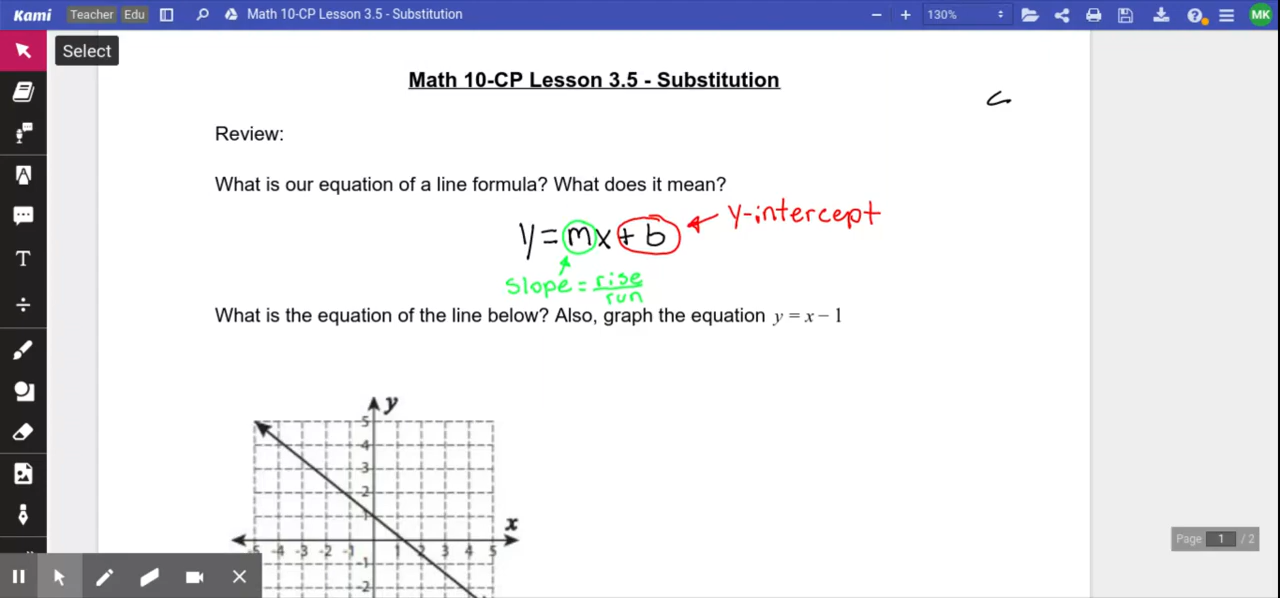 Kami Teacher Edu Math 10-CP Lesson 3.5 - Substitution 130% MK
Select
Math 10-CP Lesson 3.5 - Substitution
Review:
What is our equation of a line formula? What does it mean?
y = mx + b
y-intercept
slope = rise/run
What is the equation of the line below? Also, graph the equation y = x − 1
y
5
4
3
2
1
x
-5 -4 -3 -2 -1 1 2 3 4 5
-1
-2
T
Page 1 / 2